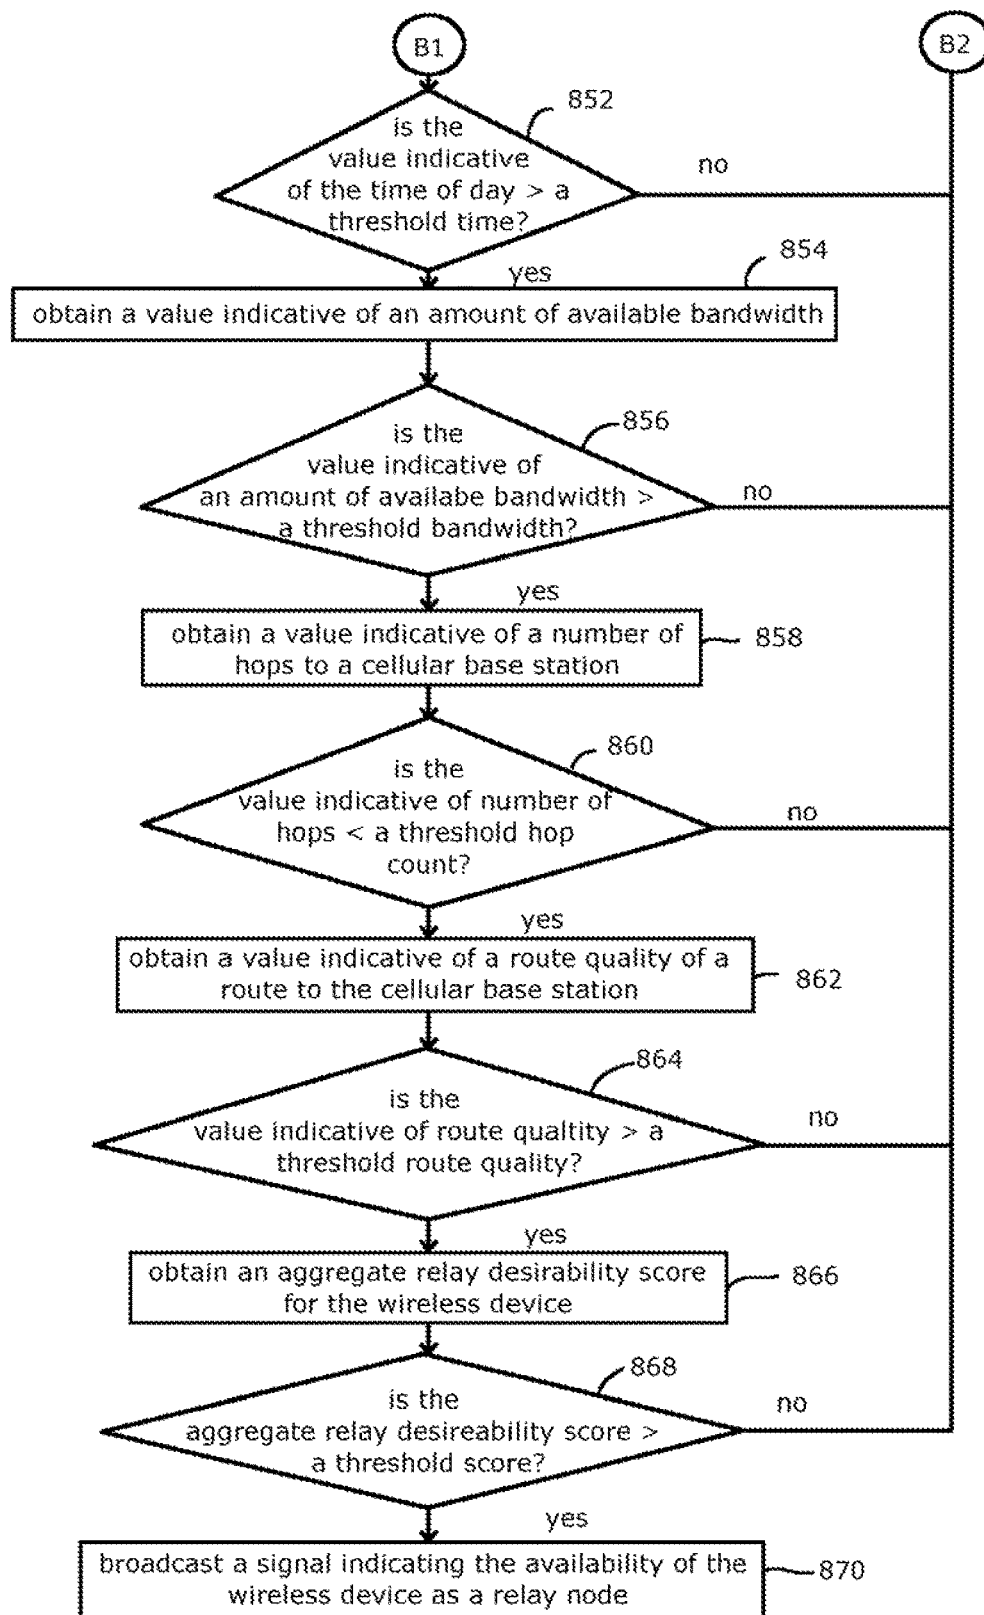 B1
B2
852
is the
value indicative
of the time of day > a
threshold time?
no
yes
854
obtain a value indicative of an amount of available bandwidth
856
is the
value indicative of
an amount of availabe bandwidth >
a threshold bandwidth?
no
yes
obtain a value indicative of a number of
hops to a cellular base station
858
860
is the
value indicative of number of
hops < a threshold hop
count?
no
yes
obtain a value indicative of a route quality of a
route to the cellular base station
862
864
is the
value indicative of route qualtity > a
threshold route quality?
no
yes
obtain an aggregate relay desirability score
for the wireless device
866
868
is the
aggregate relay desireability score >
a threshold score?
no
yes
broadcast a signal indicating the availability of the
wireless device as a relay node
870